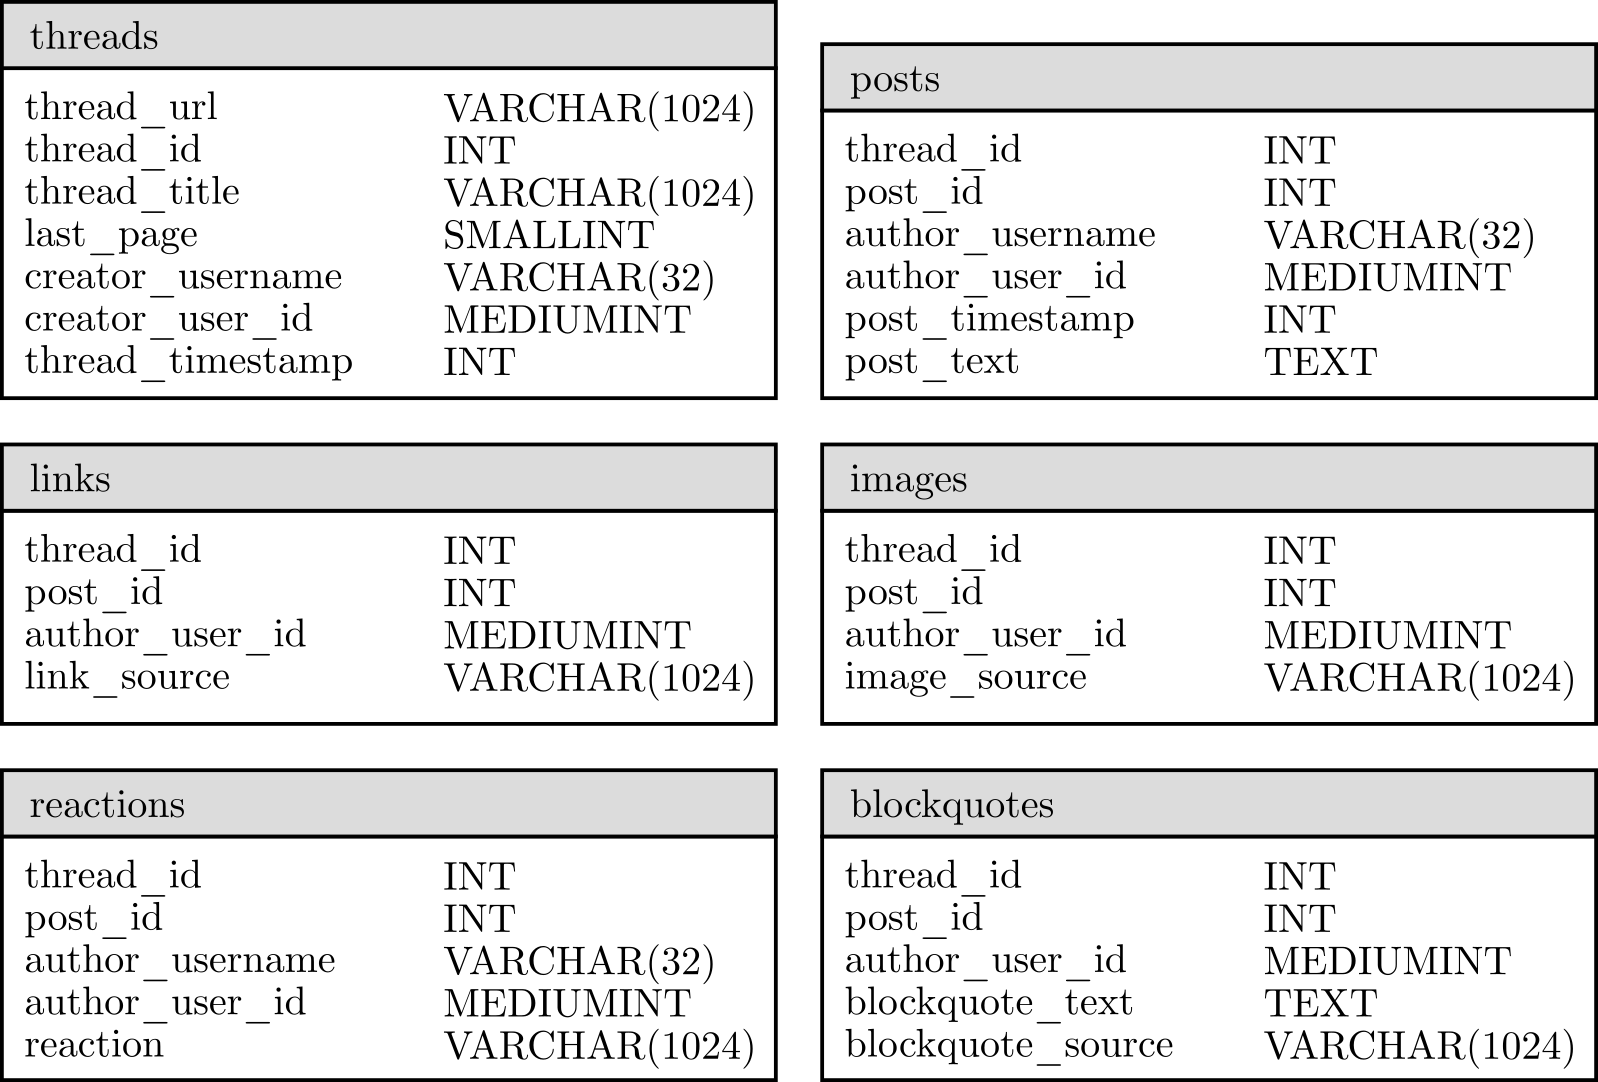 threads
thread_url VARCHAR(1024)
thread_id INT
thread_title VARCHAR(1024)
last_page SMALLINT
creator_username VARCHAR(32)
creator_user_id MEDIUMINT
thread_timestamp INT
posts
thread_id INT
post_id INT
author_username VARCHAR(32)
author_user_id MEDIUMINT
post_timestamp INT
post_text TEXT
links
thread_id INT
post_id INT
author_user_id MEDIUMINT
link_source VARCHAR(1024)
images
thread_id INT
post_id INT
author_user_id MEDIUMINT
image_source VARCHAR(1024)
reactions
thread_id INT
post_id INT
author_username VARCHAR(32)
author_user_id MEDIUMINT
reaction VARCHAR(1024)
blockquotes
thread_id INT
post_id INT
author_user_id MEDIUMINT
blockquote_text TEXT
blockquote_source VARCHAR(1024)